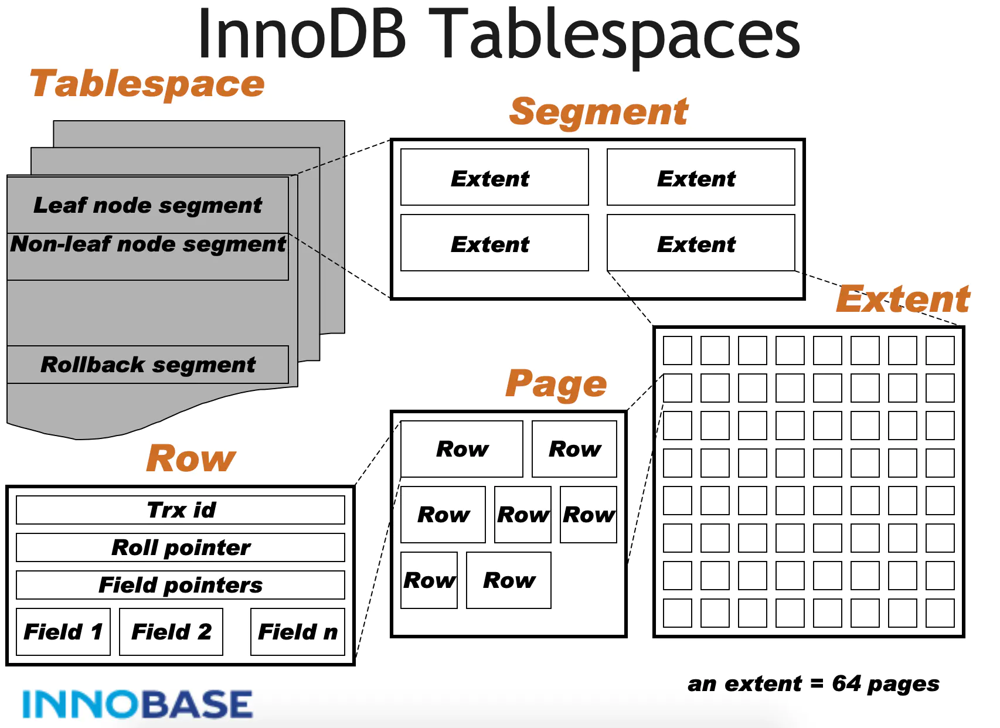 InnoDB Tablespaces
Tablespace
Leaf node segment
Non-leaf node segment
Rollback segment
Segment
Extent
Extent
Extent
Extent
Extent
an extent = 64 pages
Page
Row
Row
Row
Row
Row
Row
Row
Row
Trx id
Roll pointer
Field pointers
Field 1
Field 2
Field n
INNOBASE